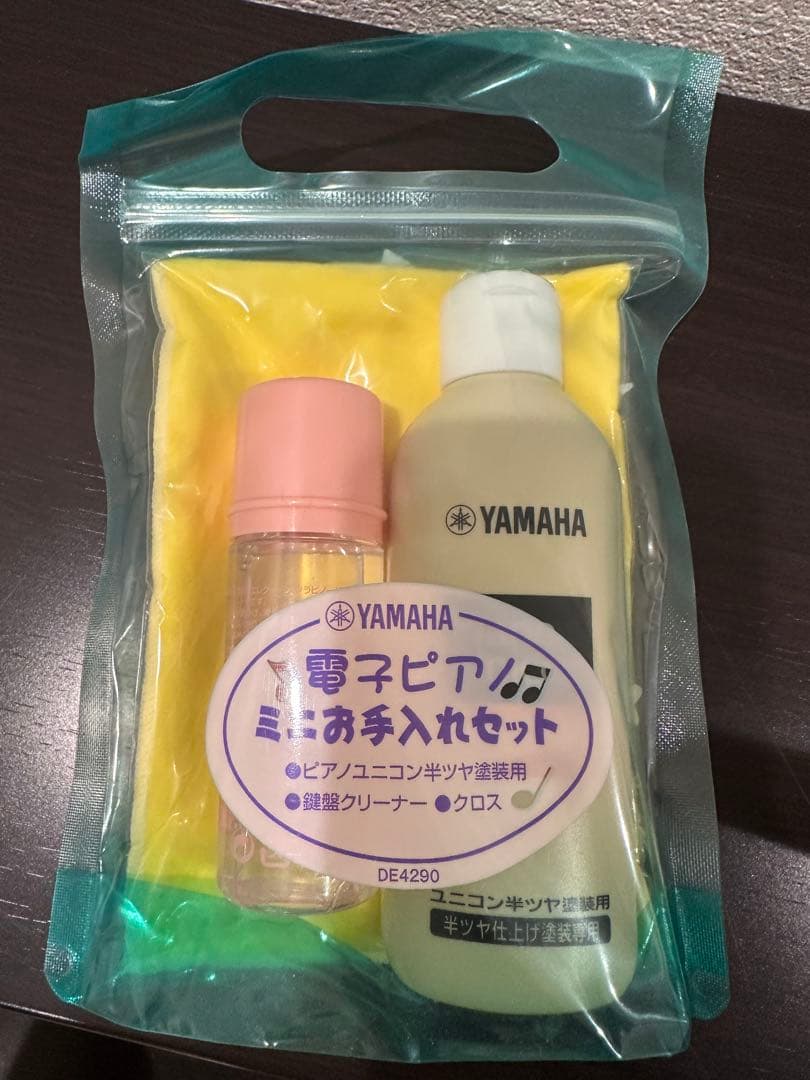 YAMAHA
YAMAHA
電子ピアノ
ミニお手入れセット
●ピアノユニコン半ツヤ塗装用
●鍵盤クリーナー ●クロス
DE4290
ユニコン半ツヤ塗装用
半ツヤ仕上げ塗装専用